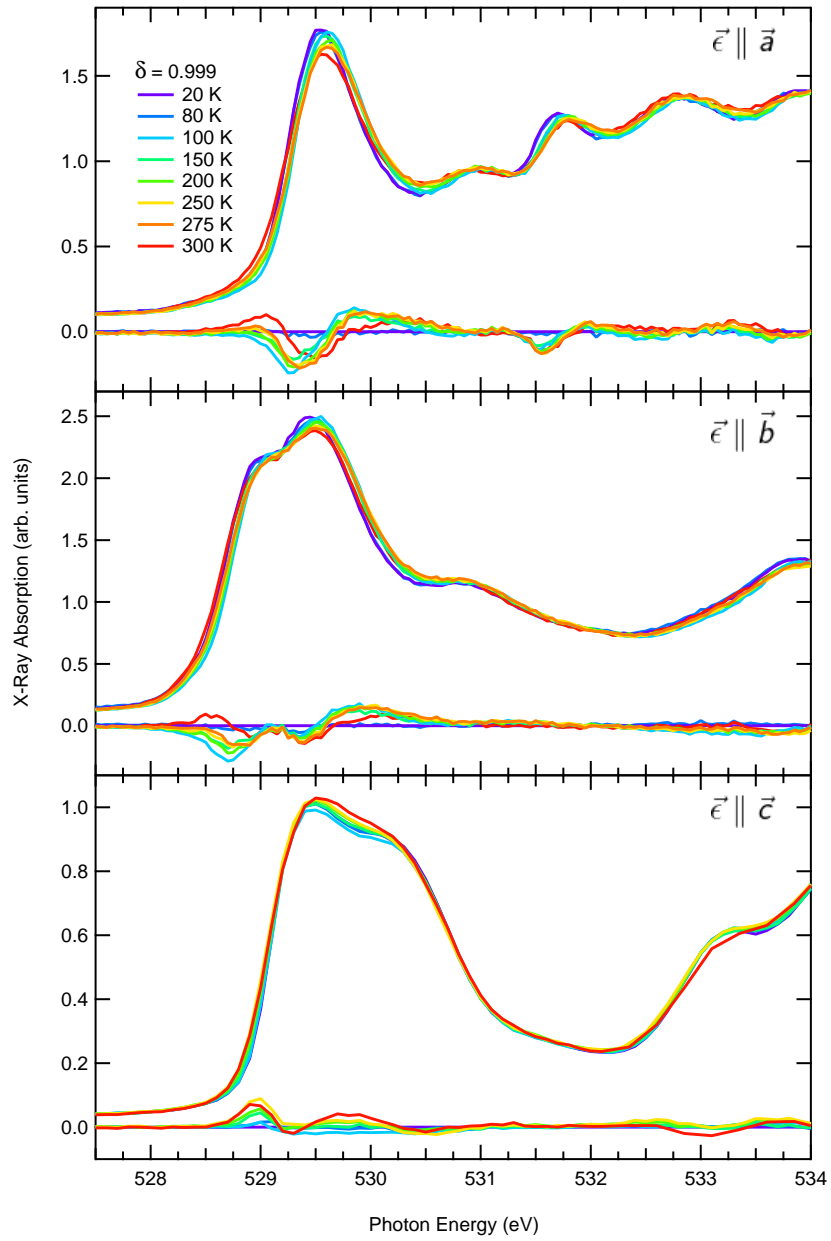 ε⃗ ∥ a⃗
δ = 0.999
20 K
80 K
100 K
150 K
200 K
250 K
275 K
300 K
1.5
1.0
0.5
0.0
ε⃗ ∥ b⃗
2.5
2.0
1.5
1.0
0.5
0.0
X-Ray Absorption (arb. units)
ε⃗ ∥ c⃗
1.0
0.8
0.6
0.4
0.2
0.0
528 529 530 531 532 533 534
Photon Energy (eV)